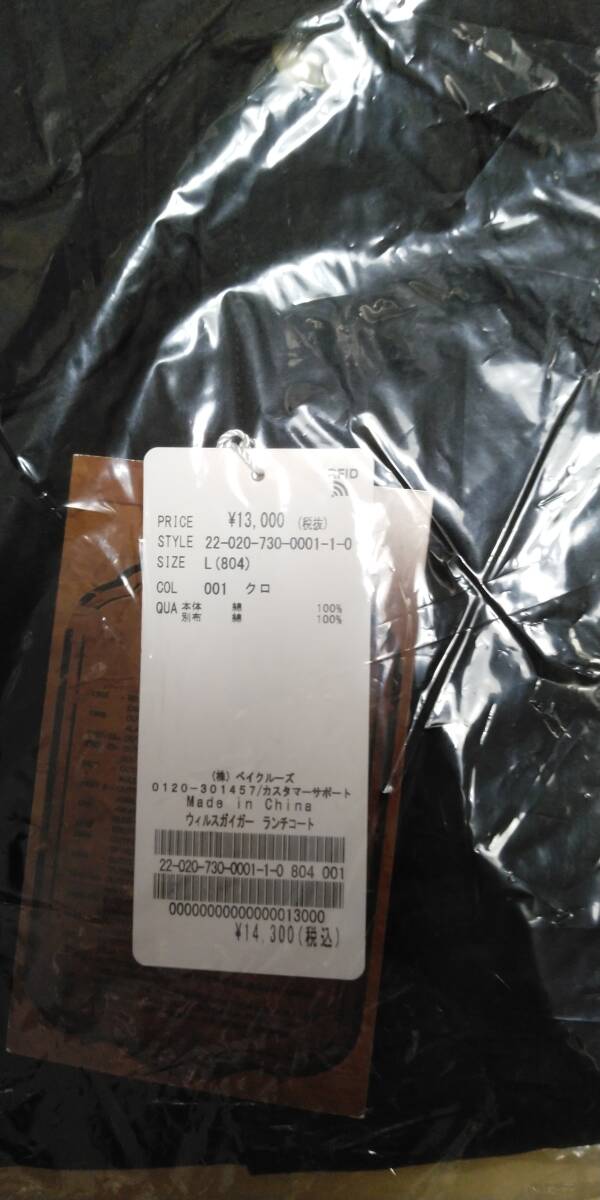 RFID
PRICE ¥13,000 (税抜)
STYLE 22-020-730-0001-1-0
SIZE L(804)
COL 001 クロ
QUA 本体 綿 100%
別布 綿 100%
(株) ベイクルーズ
0120-301457/カスタマーサポート
Made in China
ウィルスガイガー ランチコート
22-020-730-0001-1-0 804 001
00000000000000013000
¥14,300(税込)